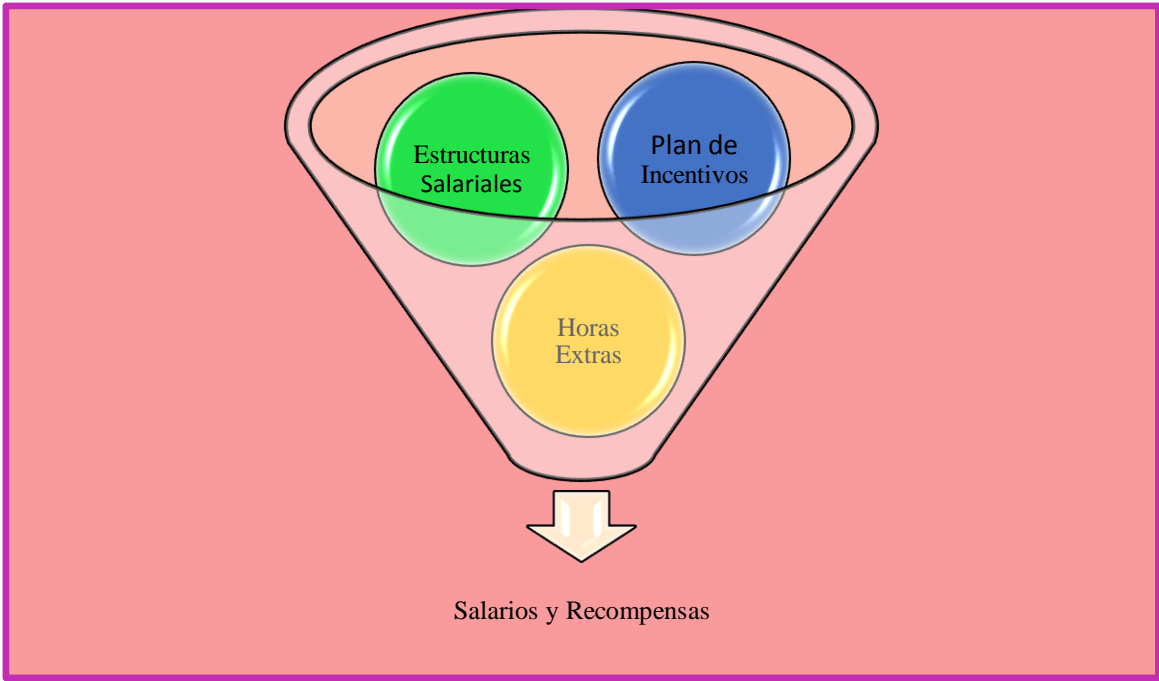 Estructuras
Salariales
Plan de
Incentivos
Horas
Extras
Salarios y Recompensas